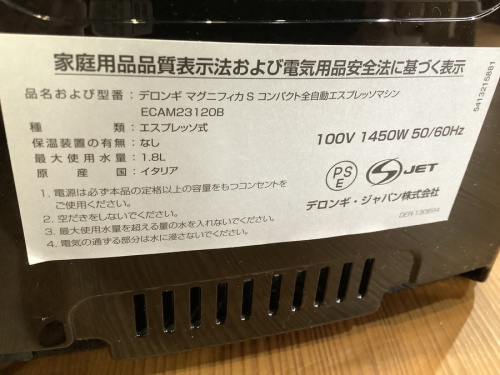 家庭用品品質表示法および電気用品安全法に基づく表示
品名および型番：デロンギ マグニフィカ S コンパクト全自動エスプレッソマシン
ECAM23120B
種類：エスプレッソ式
保温装置の有無：なし
最大使用水量：1.8L
原産国：イタリア
100V 1450W 50/60Hz
PSE
S JET
デロンギ・ジャパン株式会社
1. 電源は必ず本品の定格以上の容量をもつコンセントを
ご使用ください。
2. 空だきをしないでください。
3. 最大使用水量を超える量の水を入れないでください。
4. 電気の通ずる部分は水に浸さないでください。
5413215881